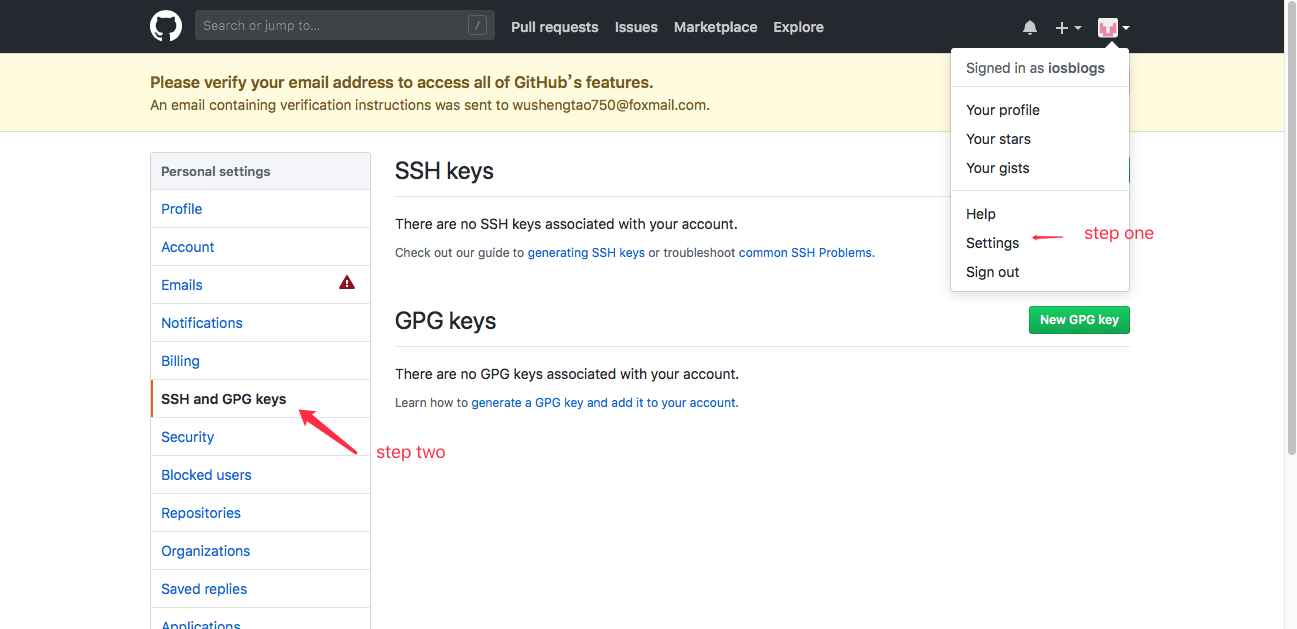 Search or jump to...
/
Pull requests
Issues
Marketplace
Explore
Please verify your email address to access all of GitHub's features.
An email containing verification instructions was sent to wushengtao750@foxmail.com.
Signed in as iosblogs
Your profile
Your stars
Your gists
Help
Settings
Sign out
step one
Personal settings
Profile
Account
Emails
Notifications
Billing
SSH and GPG keys
Security
Blocked users
Repositories
Organizations
Saved replies
Applications
step two
SSH keys
There are no SSH keys associated with your account.
Check out our guide to generating SSH keys or troubleshoot common SSH Problems.
GPG keys
New GPG key
There are no GPG keys associated with your account.
Learn how to generate a GPG key and add it to your account.